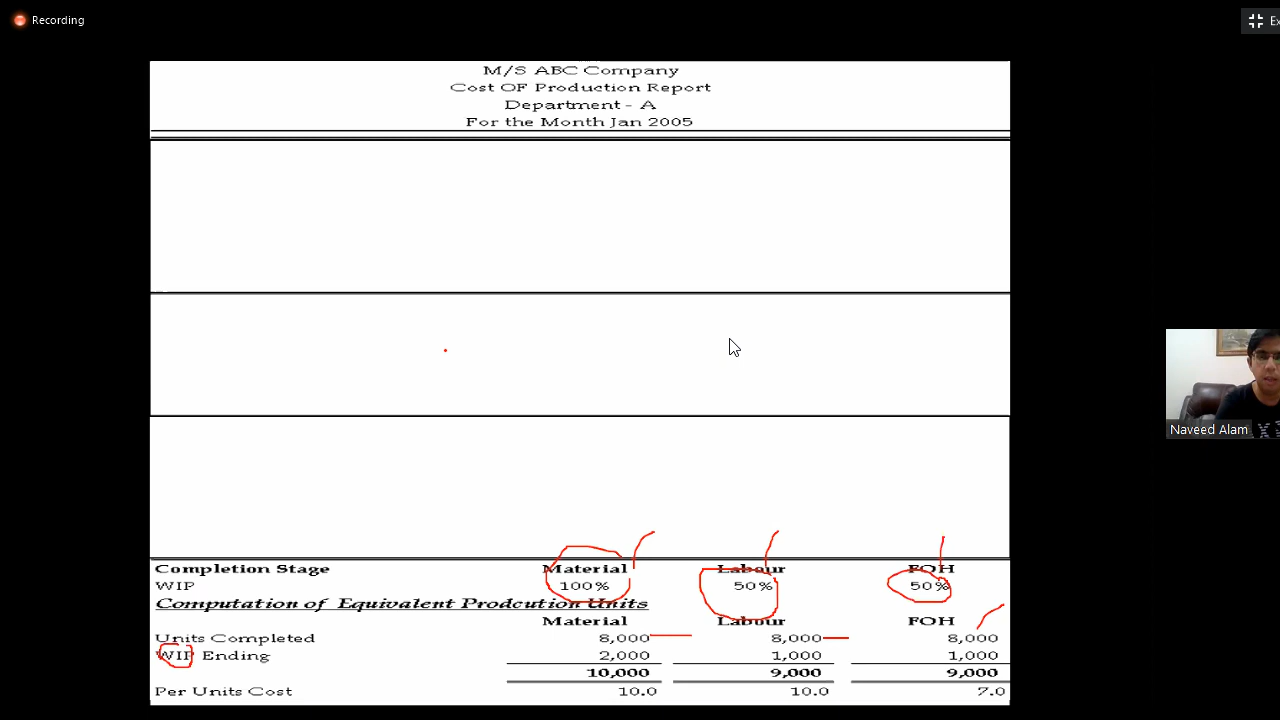 Recording
Ex
M/S ABC Company
Cost OF Production Report
Department - A
For the Month Jan 2005
Completion Stage Material Labour FOH
WIP 100% 50% 50%
Computation of Equivalent Prodcution Units
Material Labour FOH
Units Completed 8,000 8,000 8,000
WIP Ending 2,000 1,000 1,000
10,000 9,000 9,000
Per Units Cost 10.0 10.0 7.0
Naveed Alam